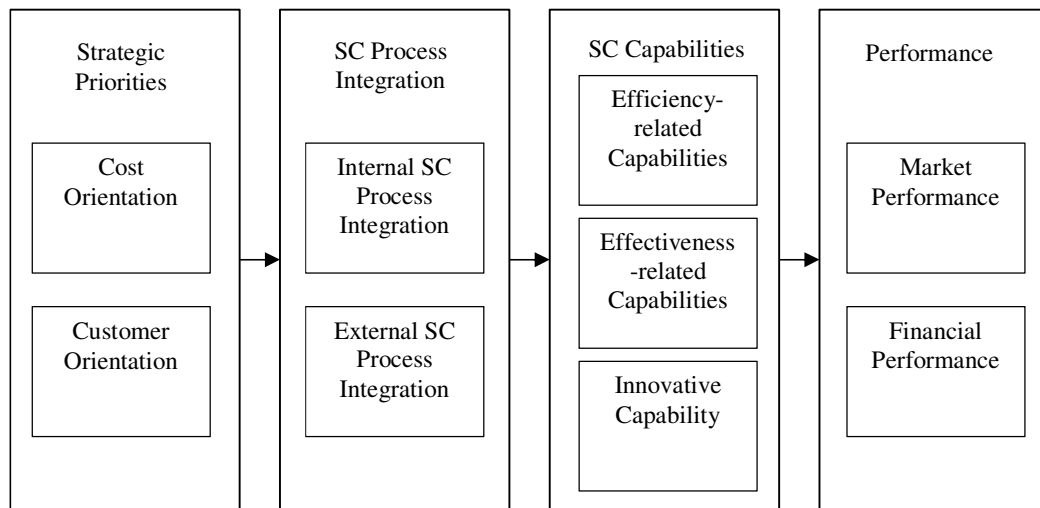 Strategic
Priorities
Cost
Orientation
Customer
Orientation
SC Process
Integration
Internal SC
Process
Integration
External SC
Process
Integration
SC Capabilities
Efficiency-
related
Capabilities
Effectiveness
-related
Capabilities
Innovative
Capability
Performance
Market
Performance
Financial
Performance